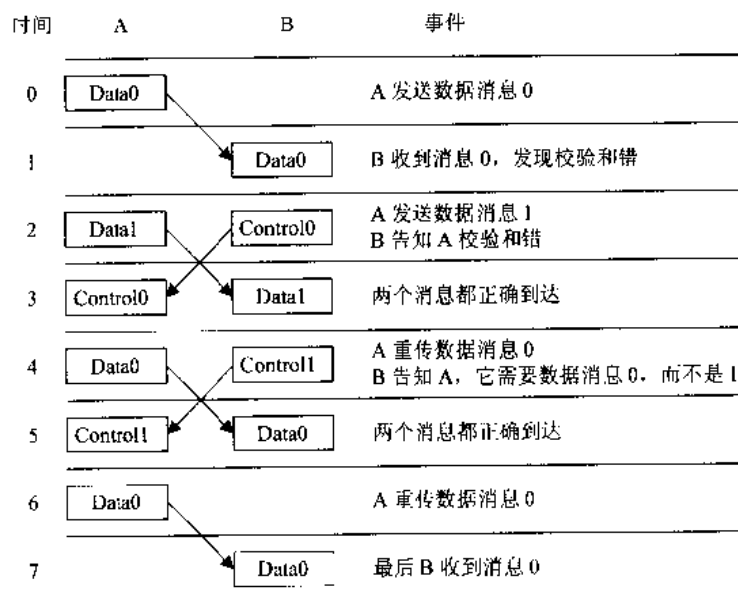 时间 A B 事件
0 Data0 A 发送数据消息 0
1 Data0 B 收到消息 0，发现校验和错
2 Data1 Control0 A 发送数据消息 1
B 告知 A 校验和错
3 Control0 Data1 两个消息都正确到达
4 Data0 Control1 A 重传数据消息 0
B 告知 A，它需要数据消息 0，而不是 1
5 Control1 Data0 两个消息都正确到达
6 Data0 A 重传数据消息 0
7 Data0 最后 B 收到消息 0